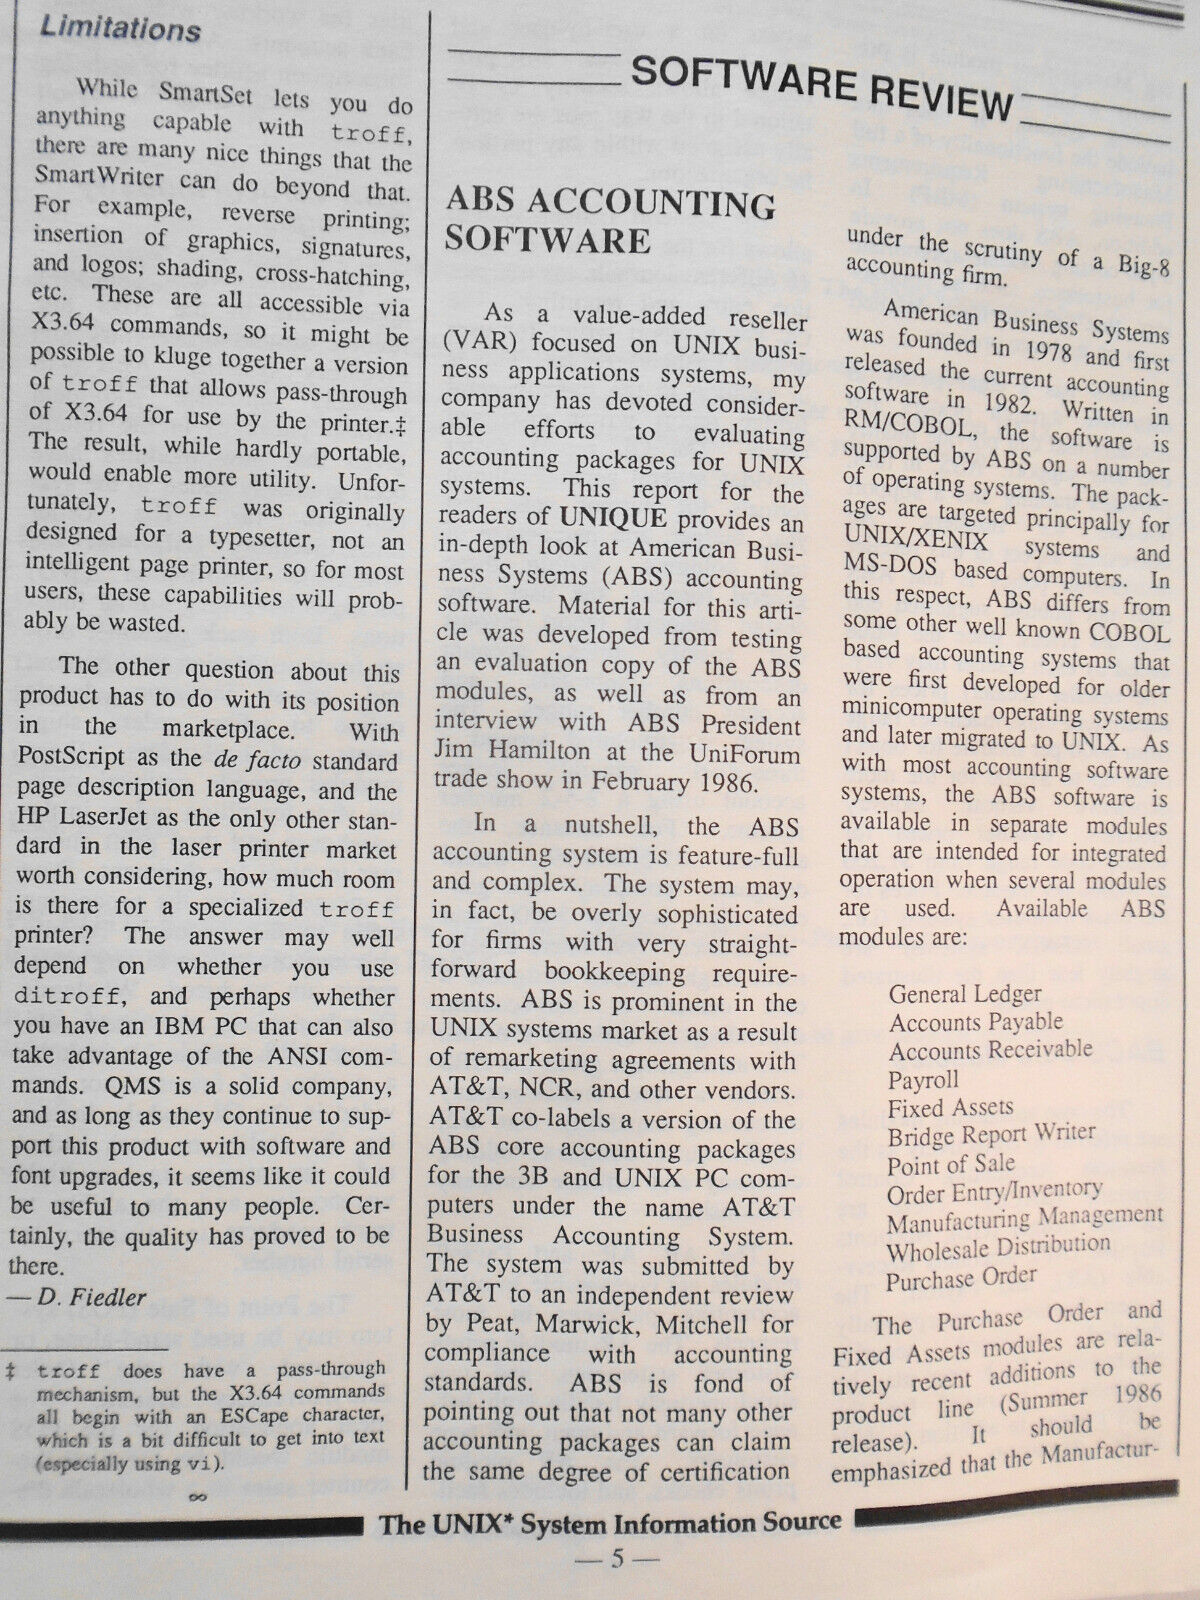 Limitations
While SmartSet lets you do
anything capable with troff,
there are many nice things that the
SmartWriter can do beyond that.
For example, reverse printing;
insertion of graphics, signatures,
and logos; shading, cross-hatching,
etc. These are all accessible via
X3.64 commands, so it might be
possible to kluge together a version
of troff that allows pass-through
of X3.64 for use by the printer.‡
The result, while hardly portable,
would enable more utility. Unfor-
tunately, troff was originally
designed for a typesetter, not an
intelligent page printer, so for most
users, these capabilities will prob-
ably be wasted.
The other question about this
product has to do with its position
in the marketplace. With
PostScript as the de facto standard
page description language, and the
HP LaserJet as the only other stan-
dard in the laser printer market
worth considering, how much room
is there for a specialized troff
printer? The answer may well
depend on whether you use
ditroff, and perhaps whether
you have an IBM PC that can also
take advantage of the ANSI com-
mands. QMS is a solid company,
and as long as they continue to sup-
port this product with software and
font upgrades, it seems like it could
be useful to many people. Cer-
tainly, the quality has proved to be
there.
— D. Fiedler
‡ troff does have a pass-through
mechanism, but the X3.64 commands
all begin with an ESCape character,
which is a bit difficult to get into text
(especially using vi).
∞
SOFTWARE REVIEW
ABS ACCOUNTING
SOFTWARE
As a value-added reseller
(VAR) focused on UNIX busi-
ness applications systems, my
company has devoted consider-
able efforts to evaluating
accounting packages for UNIX
systems. This report for the
readers of UNIQUE provides an
in-depth look at American Busi-
ness Systems (ABS) accounting
software. Material for this arti-
cle was developed from testing
an evaluation copy of the ABS
modules, as well as from an
interview with ABS President
Jim Hamilton at the UniForum
trade show in February 1986.
In a nutshell, the ABS
accounting system is feature-full
and complex. The system may,
in fact, be overly sophisticated
for firms with very straight-
forward bookkeeping require-
ments. ABS is prominent in the
UNIX systems market as a result
of remarketing agreements with
AT&T, NCR, and other vendors.
AT&T co-labels a version of the
ABS core accounting packages
for the 3B and UNIX PC com-
puters under the name AT&T
Business Accounting System.
The system was submitted by
AT&T to an independent review
by Peat, Marwick, Mitchell for
compliance with accounting
standards. ABS is fond of
pointing out that not many other
accounting packages can claim
the same degree of certification
under the scrutiny of a Big-8
accounting firm.
American Business Systems
was founded in 1978 and first
released the current accounting
software in 1982. Written in
RM/COBOL, the software is
supported by ABS on a number
of operating systems. The pack-
ages are targeted principally for
UNIX/XENIX systems and
MS-DOS based computers. In
this respect, ABS differs from
some other well known COBOL
based accounting systems that
were first developed for older
minicomputer operating systems
and later migrated to UNIX. As
with most accounting software
systems, the ABS software is
available in separate modules
that are intended for integrated
operation when several modules
are used. Available ABS
modules are:
General Ledger
Accounts Payable
Accounts Receivable
Payroll
Fixed Assets
Bridge Report Writer
Point of Sale
Order Entry/Inventory
Manufacturing Management
Wholesale Distribution
Purchase Order
The Purchase Order and
Fixed Assets modules are rela-
tively recent additions to the
product line (Summer 1986
release). It should be
emphasized that the Manufactur-
The UNIX* System Information Source
— 5 —